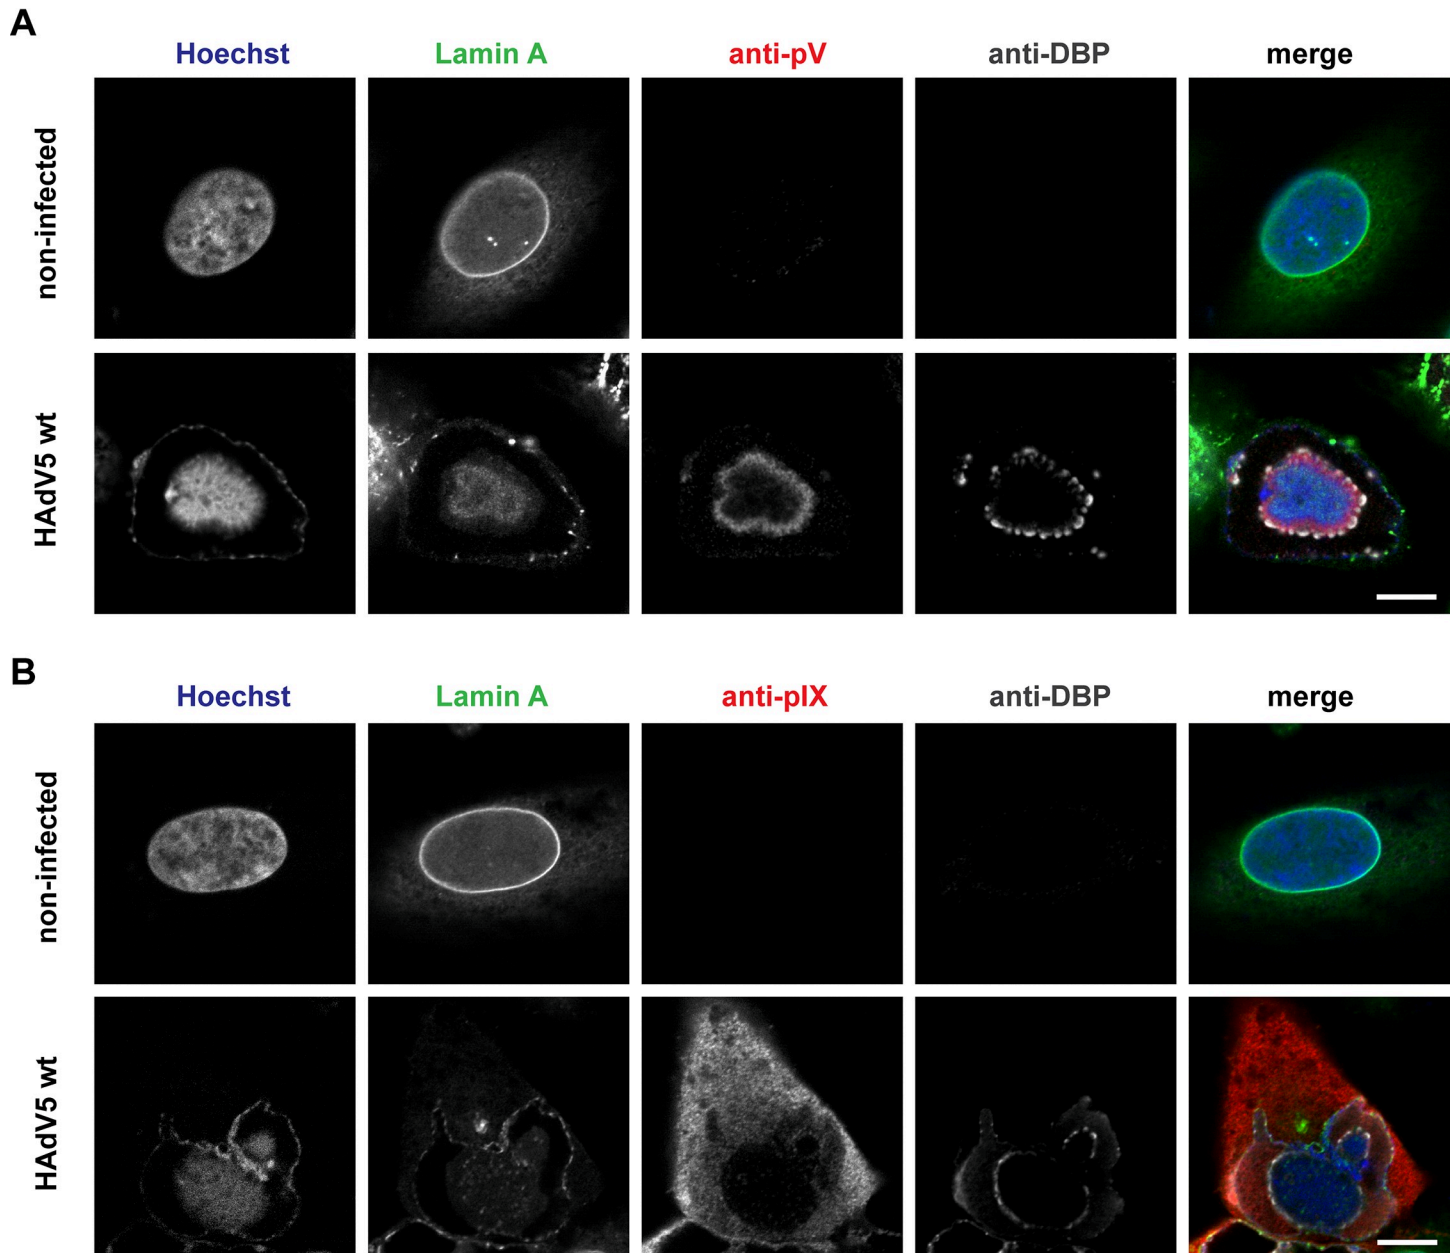 A
Hoechst Lamin A anti-pV anti-DBP merge
non-infected
HAdV5 wt
B
Hoechst Lamin A anti-pIX anti-DBP merge
non-infected
HAdV5 wt